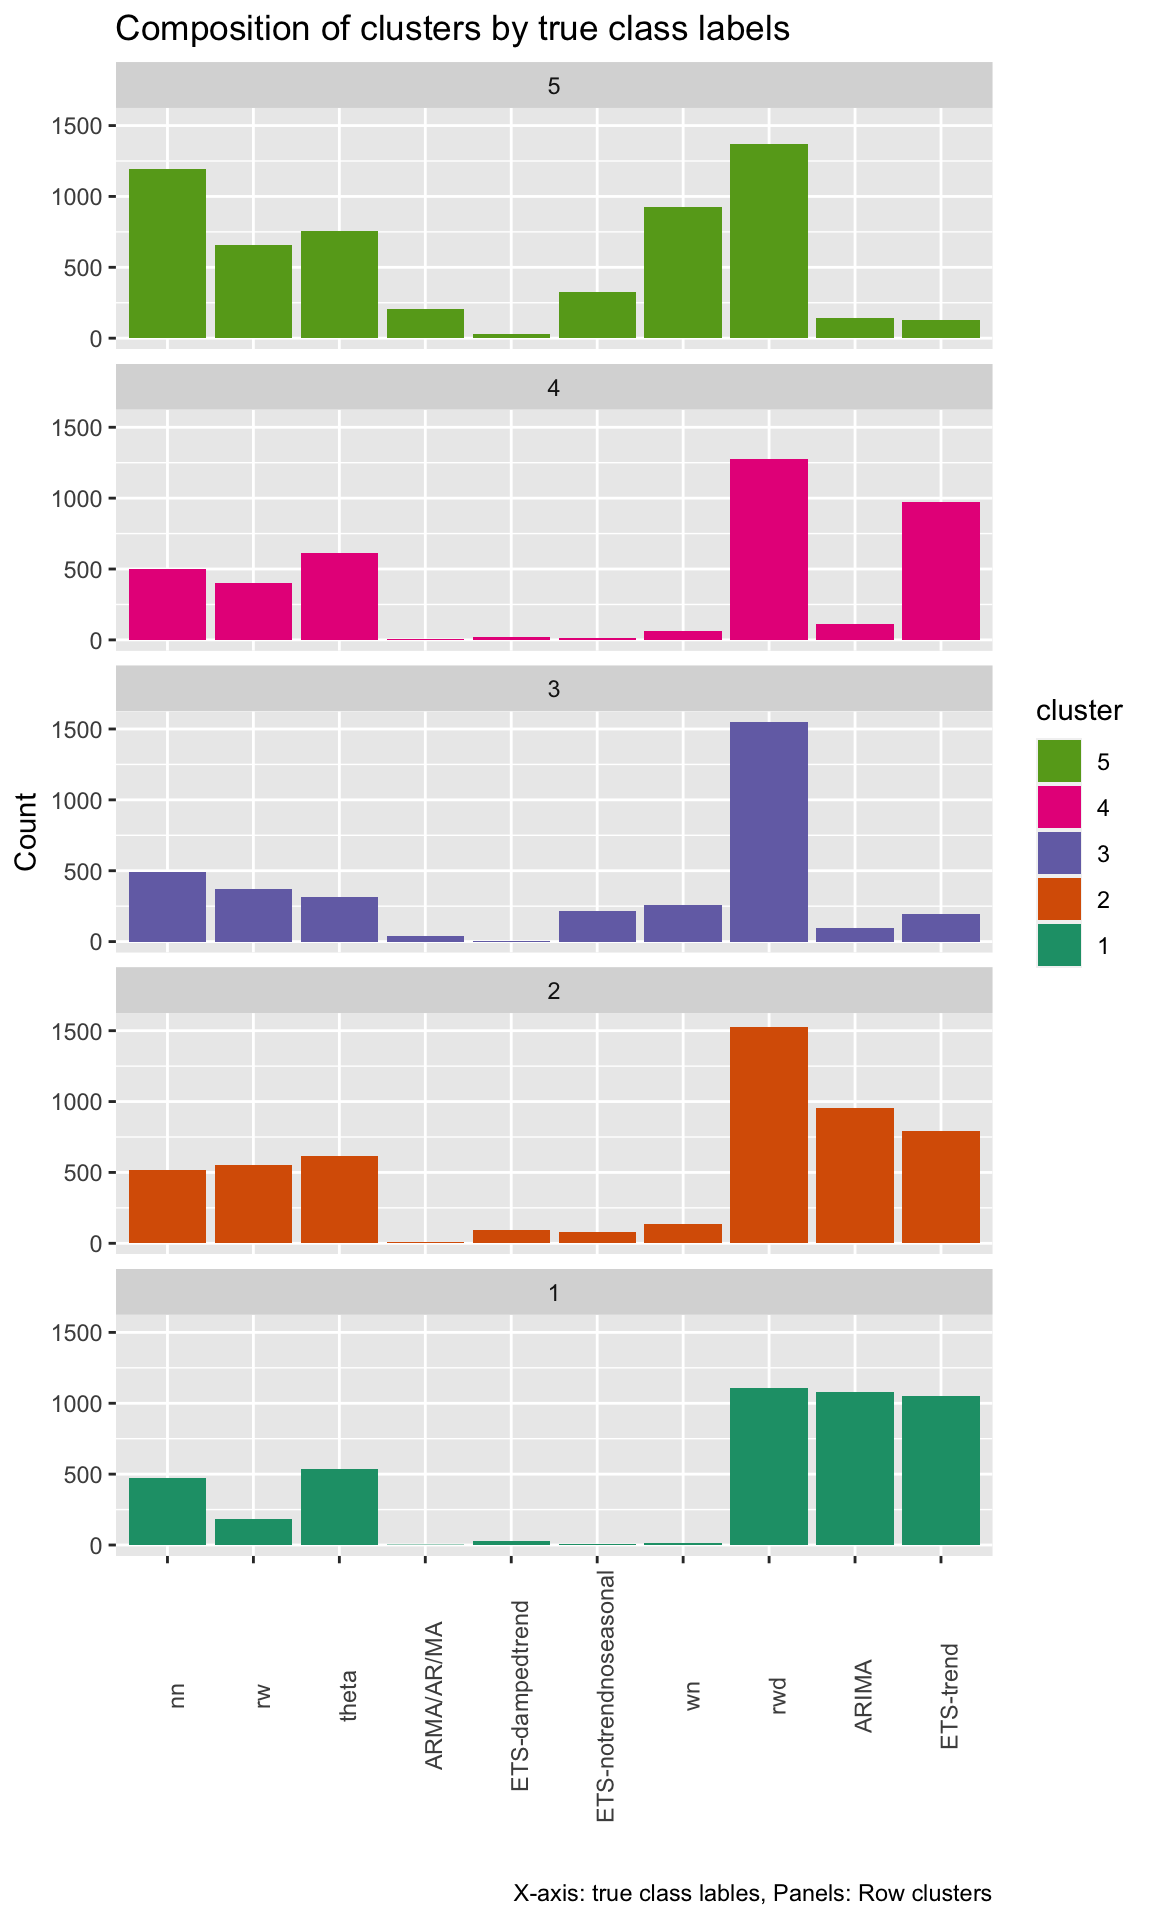 Composition of clusters by true class labels
5
1500
1000
500
0
4
1500
1000
500
0
3
1500
1000
500
0
2
1500
1000
500
0
1
1500
1000
500
0
Count
nn
rw
theta
ARMA/AR/MA
ETS-dampedtrend
ETS-notrendnoseasonal
wn
rwd
ARIMA
ETS-trend
cluster
5
4
3
2
1
X-axis: true class lables, Panels: Row clusters